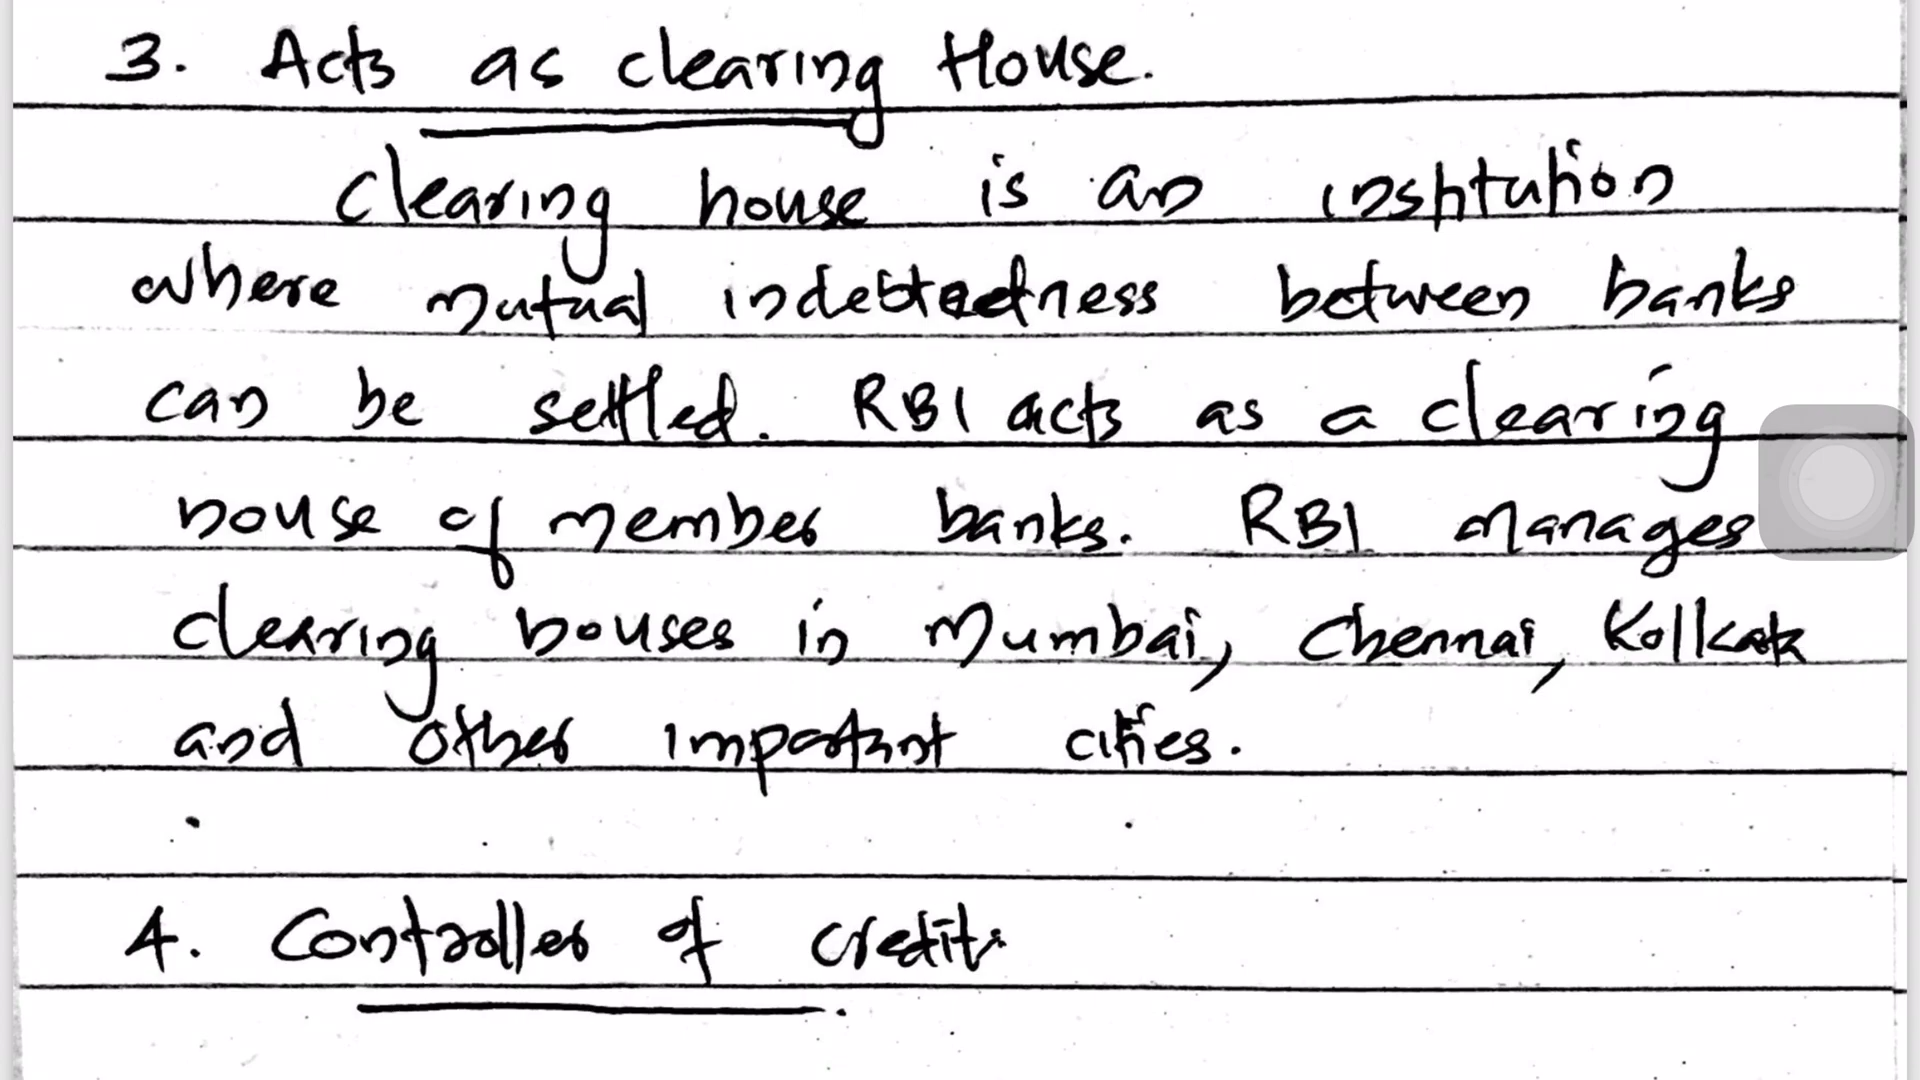 3. Acts as clearing House.
Clearing house is an institution
where mutual indebtedness between banks
can be settled. RBI acts as a clearing
house of member banks. RBI manages
clearing houses in Mumbai, Chennai, Kolkata
and other important cities.
4. Controller of credit.